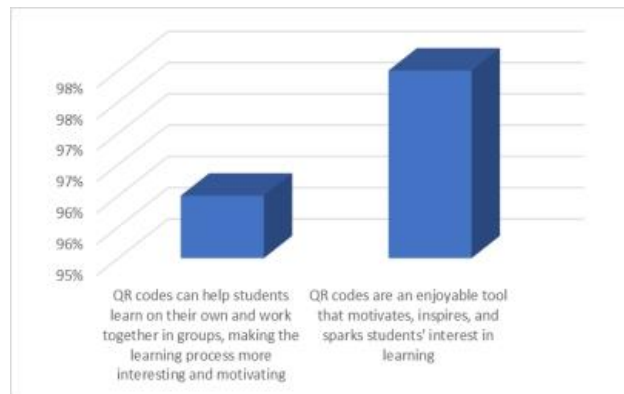 98%
98%
97%
97%
96%
96%
95%
QR codes can help students
learn on their own and work
together in groups, making the
learning process more
interesting and motivating
QR codes are an enjoyable tool
that motivates, inspires, and
sparks students' interest in
learning